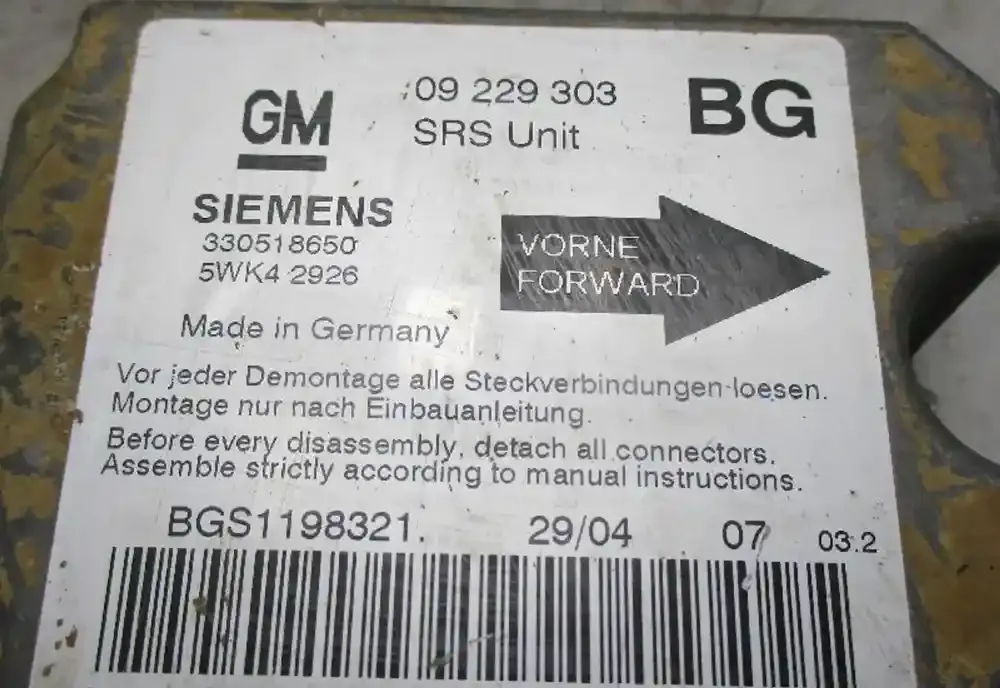 GM
09 229 303
SRS Unit
BG
SIEMENS
330518650
5WK4 2926
Made in Germany
VORNE
FORWARD
Vor jeder Demontage alle Steckverbindungen loesen.
Montage nur nach Einbauanleitung.
Before every disassembly, detach all connectors.
Assemble strictly according to manual instructions.
BGS1198321. 29/04 07 03.2